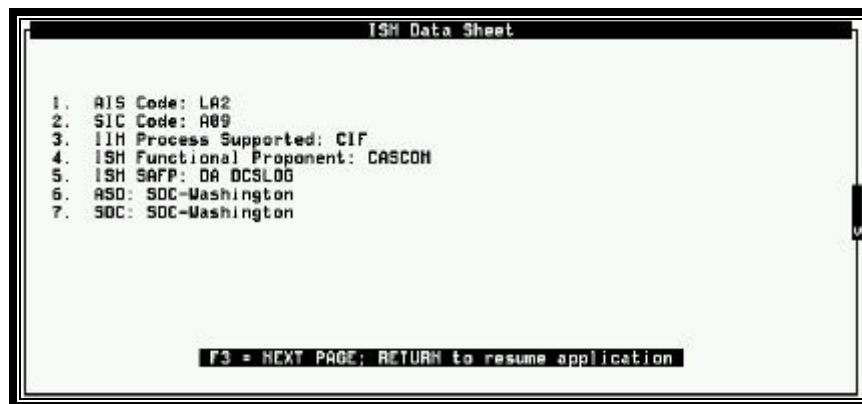 ISM Data Sheet
1. AIS Code: LA2
2. SIC Code: A09
3. IIM Process Supported: CIF
4. ISM Functional Proponent: CASCOM
5. ISM SAFP: DA DCSLOG
6. ASD: SDC-Washington
7. SDC: SDC-Washington
v
F3 = NEXT PAGE; RETURN to resume application